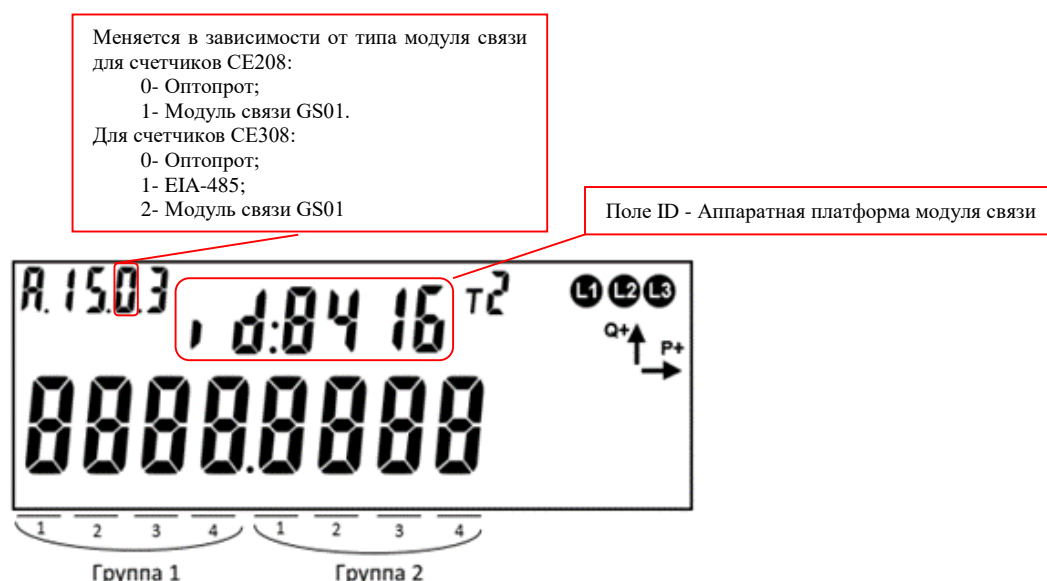 Меняется в зависимости от типа модуля связи
для счетчиков СЕ208:
0- Оптопрот;
1- Модуль связи GS01.
Для счетчиков СЕ308:
0- Оптопрот;
1- EIA-485;
2- Модуль связи GS01
Поле ID - Аппаратная платформа модуля связи
A.15.0.3
id:8416
T2
L1 L2 L3
Q+
P+
8888.8888
1 2 3 4 1 2 3 4
Группа 1 Группа 2